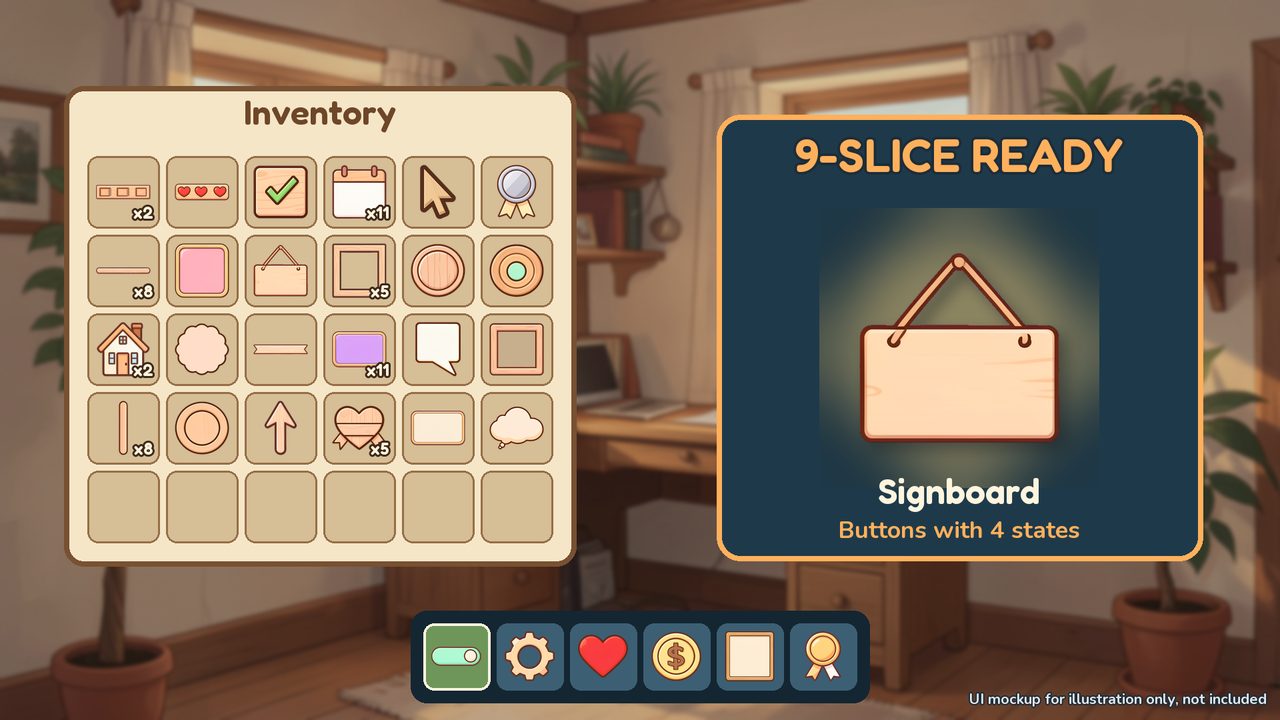 Inventory
x2
x11
x8
x5
x2
x11
x8
x5
9-SLICE READY
Signboard
Buttons with 4 states
$
UI mockup for illustration only, not included